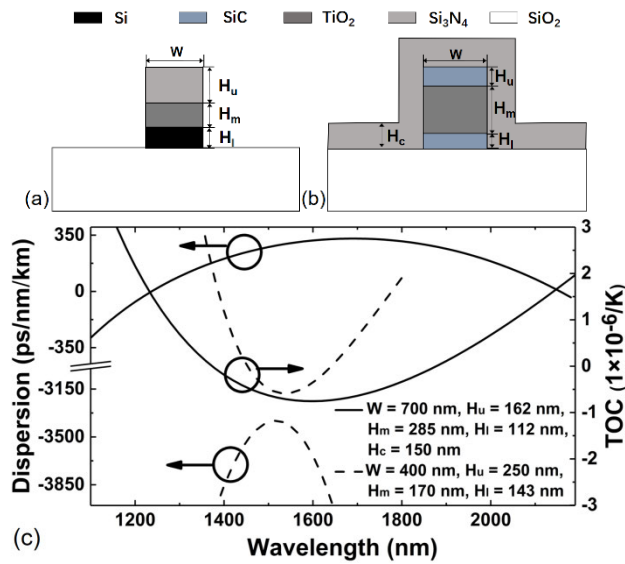 Si SiC TiO₂ Si₃N₄ SiO₂
W
Hᵤ
Hₘ
Hₗ
(a)
W
Hᵤ
Hₘ
H꜀
Hₗ
(b)
Dispersion (ps/nm/km)
350
0
-350
-3150
-3500
-3850
3
2
1
0
-1
-2
-3
TOC (1×10⁻⁶/K)
W = 700 nm, Hᵤ = 162 nm,
Hₘ = 285 nm, Hₗ = 112 nm,
H꜀ = 150 nm
W = 400 nm, Hᵤ = 250 nm,
Hₘ = 170 nm, Hₗ = 143 nm
1200 1400 1600 1800 2000
Wavelength (nm)
(c)